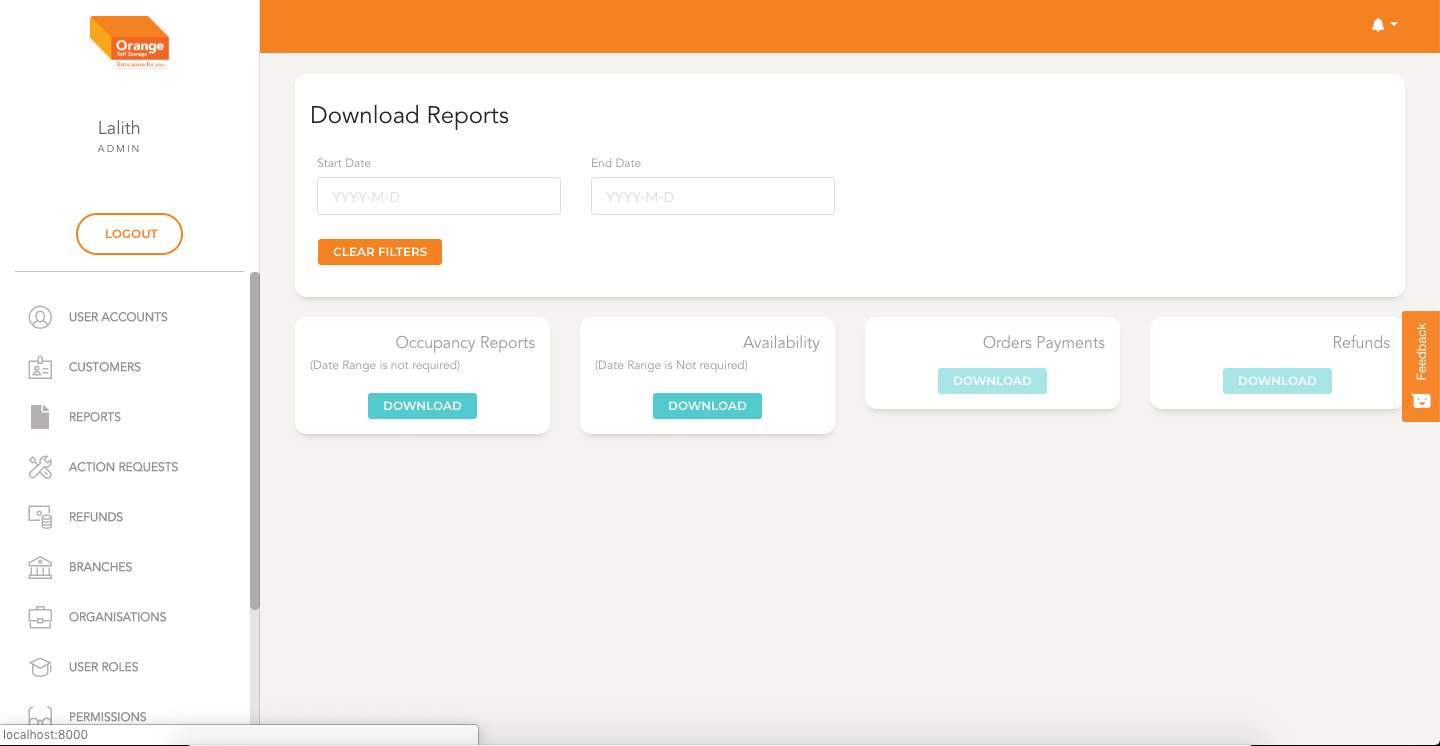 Orange
Self Storage
Extra space for you
Lalith
ADMIN
LOGOUT
USER ACCOUNTS
CUSTOMERS
REPORTS
ACTION REQUESTS
REFUNDS
BRANCHES
ORGANISATIONS
USER ROLES
PERMISSIONS
localhost:8000
Download Reports
Start Date
End Date
YYYY-M-D
YYYY-M-D
CLEAR FILTERS
Occupancy Reports
(Date Range is not required)
DOWNLOAD
Availability
(Date Range is Not required)
DOWNLOAD
Orders Payments
DOWNLOAD
Refunds
DOWNLOAD
Feedback